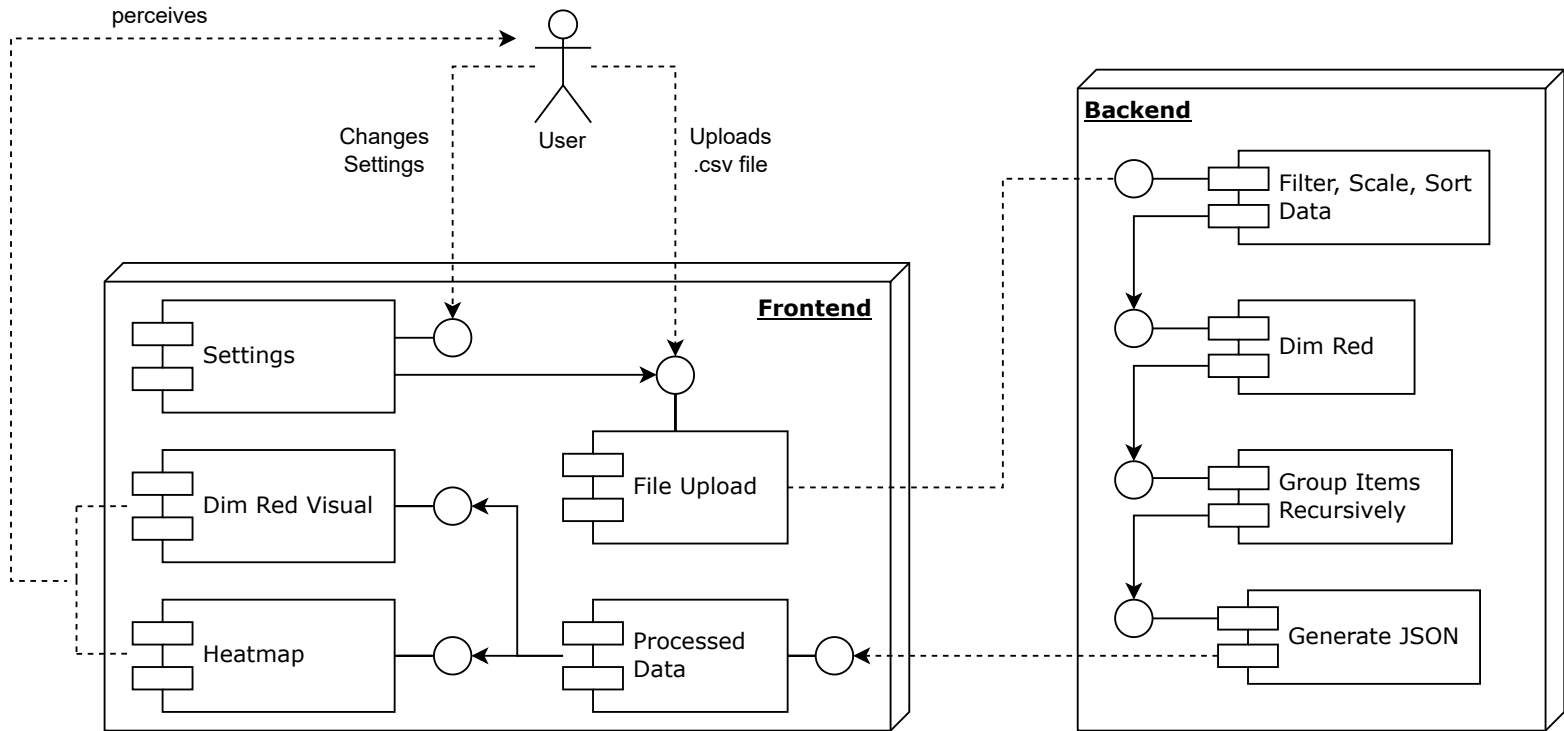 perceives
User
Changes
Settings
Uploads
.csv file
Backend
Filter, Scale, Sort
Data
Dim Red
Group Items
Recursively
Generate JSON
Frontend
Settings
File Upload
Dim Red Visual
Heatmap
Processed
Data